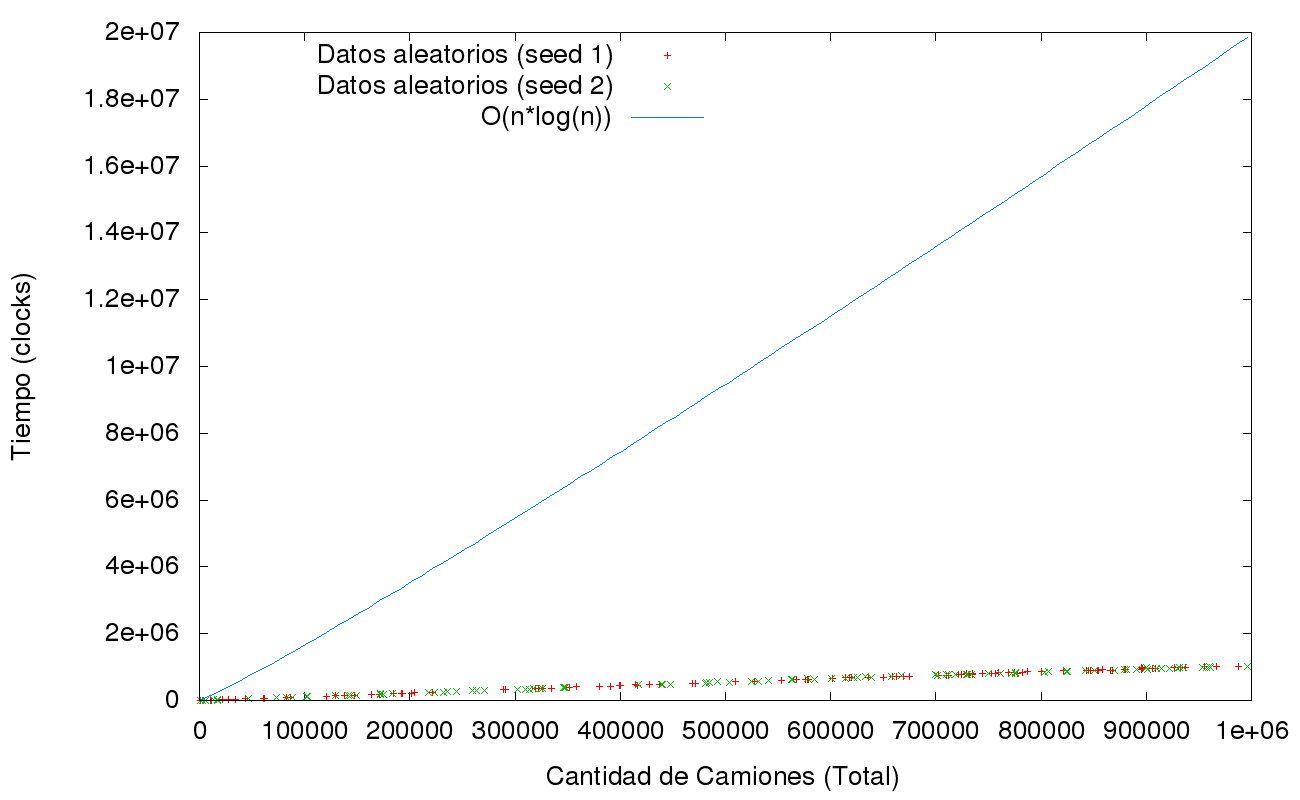 Datos aleatorios (seed 1)
Datos aleatorios (seed 2)
O(n*log(n))
2e+07
1.8e+07
1.6e+07
1.4e+07
1.2e+07
1e+07
8e+06
6e+06
4e+06
2e+06
0
Tiempo (clocks)
0 100000 200000 300000 400000 500000 600000 700000 800000 900000 1e+06
Cantidad de Camiones (Total)